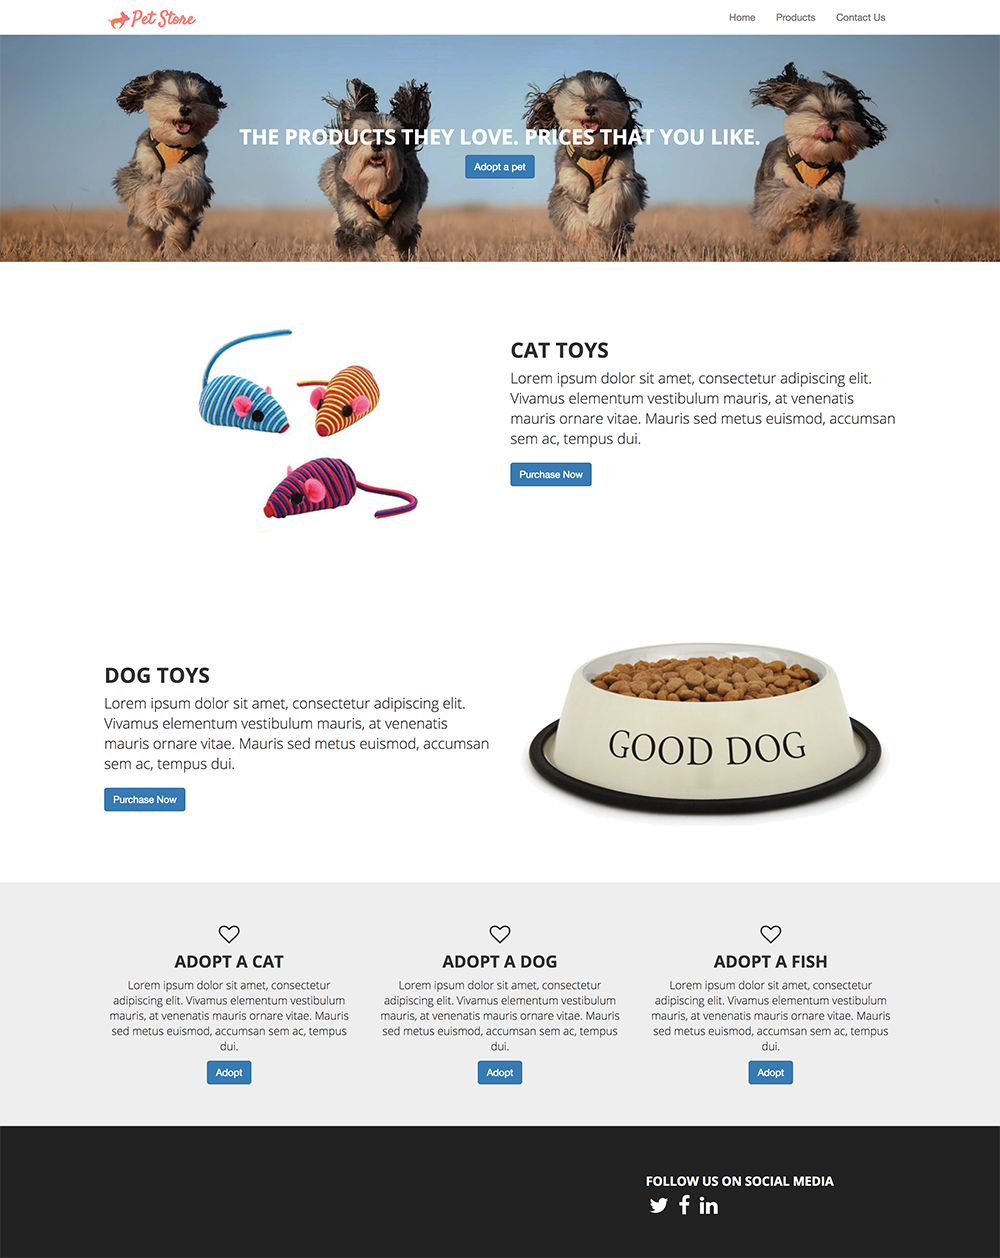 Pet Store
Home Products Contact Us
THE PRODUCTS THEY LOVE. PRICES THAT YOU LIKE.
Adopt a pet
CAT TOYS
Lorem ipsum dolor sit amet, consectetur adipiscing elit.
Vivamus elementum vestibulum mauris, at venenatis
mauris ornare vitae. Mauris sed metus euismod, accumsan
sem ac, tempus dui.
Purchase Now
DOG TOYS
Lorem ipsum dolor sit amet, consectetur adipiscing elit.
Vivamus elementum vestibulum mauris, at venenatis
mauris ornare vitae. Mauris sed metus euismod, accumsan
sem ac, tempus dui.
Purchase Now
GOOD DOG
ADOPT A CAT
Lorem ipsum dolor sit amet, consectetur
adipiscing elit. Vivamus elementum vestibulum
mauris, at venenatis mauris ornare vitae. Mauris
sed metus euismod, accumsan sem ac, tempus
dui.
Adopt
ADOPT A DOG
Lorem ipsum dolor sit amet, consectetur
adipiscing elit. Vivamus elementum vestibulum
mauris, at venenatis mauris ornare vitae. Mauris
sed metus euismod, accumsan sem ac, tempus
dui.
Adopt
ADOPT A FISH
Lorem ipsum dolor sit amet, consectetur
adipiscing elit. Vivamus elementum vestibulum
mauris, at venenatis mauris ornare vitae. Mauris
sed metus euismod, accumsan sem ac, tempus
dui.
Adopt
FOLLOW US ON SOCIAL MEDIA